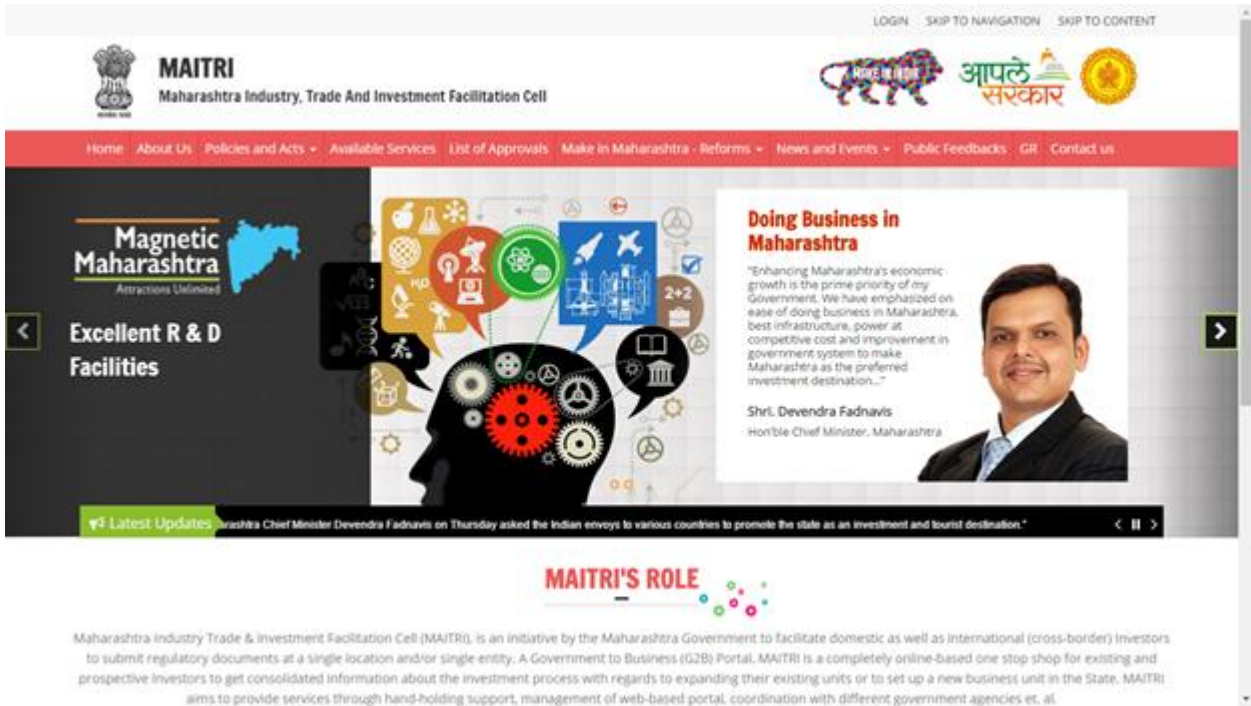 LOGIN SKIP TO NAVIGATION SKIP TO CONTENT
MAITRI
Maharashtra Industry, Trade And Investment Facilitation Cell
MAKE IN INDIA
आपले
सरकार
Home About Us Policies and Acts Available Services List of Approvals Make in Maharashtra - Reforms News and Events Public Feedbacks GR Contact us
Magnetic
Maharashtra
Attractions Unlimited
Excellent R & D
Facilities
H₂O
2+2
Doing Business in
Maharashtra
"Enhancing Maharashtra's economic
growth is the prime priority of my
Government. We have emphasized on
ease of doing business in Maharashtra,
best infrastructure, power at
competitive cost and improvement in
government system to make
Maharashtra as the preferred
investment destination..."
Shri. Devendra Fadnavis
Hon'ble Chief Minister, Maharashtra
Latest Updates arashtra Chief Minister Devendra Fadnavis on Thursday asked the Indian envoys to various countries to promote the state as an investment and tourist destination."
MAITRI'S ROLE
Maharashtra Industry Trade & Investment Facilitation Cell (MAITRI), is an initiative by the Maharashtra Government to facilitate domestic as well as international (cross-border) Investors
to submit regulatory documents at a single location and/or single entity. A Government to Business (G2B) Portal. MAITRI is a completely online-based one stop shop for existing and
prospective Investors to get consolidated information about the investment process with regards to expanding their existing units or to set up a new business unit in the State. MAITRI
aims to provide services through hand-holding support, management of web-based portal, coordination with different government agencies et, al.